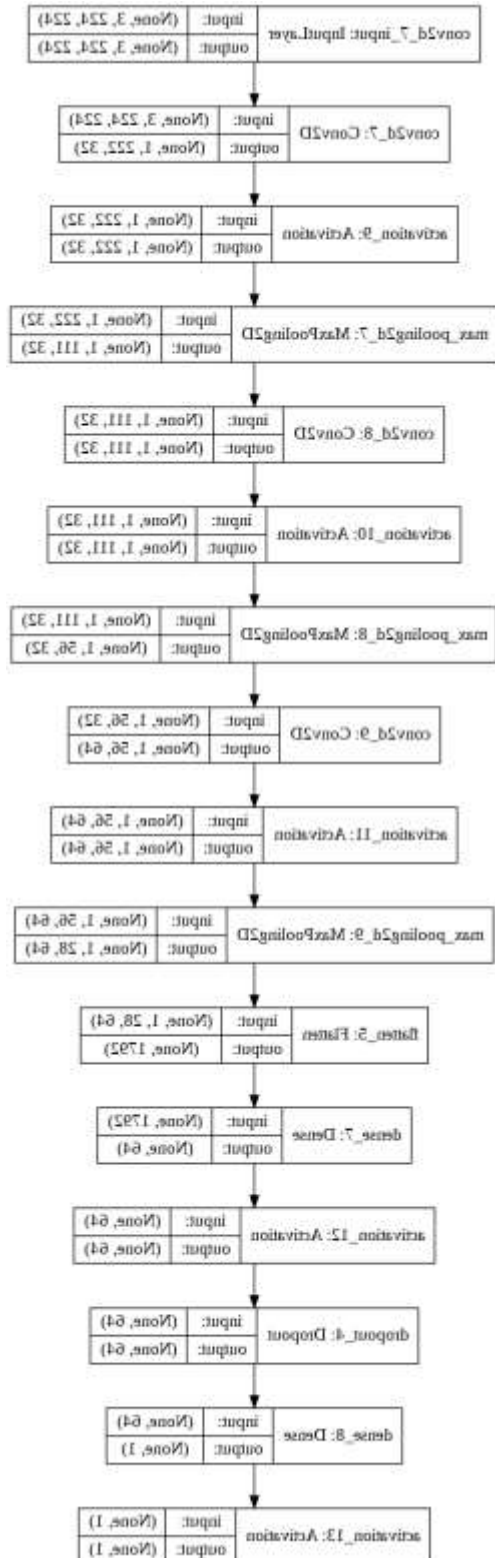 conv2d_7_input: InputLayer input: (None, 3, 224, 224)
output: (None, 3, 224, 224)
conv2d_7: Conv2D input: (None, 3, 224, 224)
output: (None, 1, 222, 32)
activation_9: Activation input: (None, 1, 222, 32)
output: (None, 1, 222, 32)
max_pooling2d_7: MaxPooling2D input: (None, 1, 222, 32)
output: (None, 1, 111, 32)
conv2d_8: Conv2D input: (None, 1, 111, 32)
output: (None, 1, 111, 32)
activation_10: Activation input: (None, 1, 111, 32)
output: (None, 1, 111, 32)
max_pooling2d_8: MaxPooling2D input: (None, 1, 111, 32)
output: (None, 1, 56, 32)
conv2d_9: Conv2D input: (None, 1, 56, 32)
output: (None, 1, 56, 64)
activation_11: Activation input: (None, 1, 56, 64)
output: (None, 1, 56, 64)
max_pooling2d_9: MaxPooling2D input: (None, 1, 56, 64)
output: (None, 1, 28, 64)
flatten_5: Flatten input: (None, 1, 28, 64)
output: (None, 1792)
dense_7: Dense input: (None, 1792)
output: (None, 64)
activation_12: Activation input: (None, 64)
output: (None, 64)
dropout_4: Dropout input: (None, 64)
output: (None, 64)
dense_8: Dense input: (None, 64)
output: (None, 1)
activation_13: Activation input: (None, 1)
output: (None, 1)